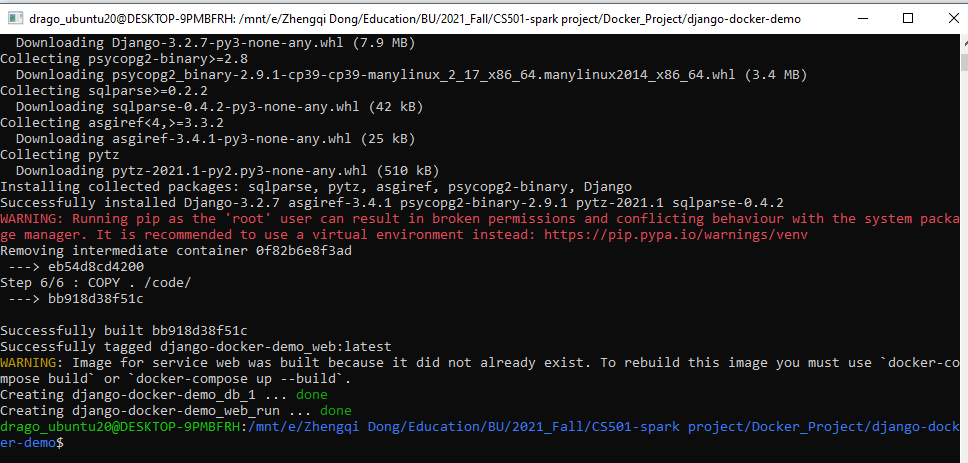 drago_ubuntu20@DESKTOP-9PMBFRH: /mnt/e/Zhengqi Dong/Education/BU/2021_Fall/CS501-spark project/Docker_Project/django-docker-demo
  Downloading Django-3.2.7-py3-none-any.whl (7.9 MB)
Collecting psycopg2-binary>=2.8
  Downloading psycopg2_binary-2.9.1-cp39-cp39-manylinux_2_17_x86_64.manylinux2014_x86_64.whl (3.4 MB)
Collecting sqlparse>=0.2.2
  Downloading sqlparse-0.4.2-py3-none-any.whl (42 kB)
Collecting asgiref<4,>=3.3.2
  Downloading asgiref-3.4.1-py3-none-any.whl (25 kB)
Collecting pytz
  Downloading pytz-2021.1-py2.py3-none-any.whl (510 kB)
Installing collected packages: sqlparse, pytz, asgiref, psycopg2-binary, Django
Successfully installed Django-3.2.7 asgiref-3.4.1 psycopg2-binary-2.9.1 pytz-2021.1 sqlparse-0.4.2
WARNING: Running pip as the 'root' user can result in broken permissions and conflicting behaviour with the system packa
ge manager. It is recommended to use a virtual environment instead: https://pip.pypa.io/warnings/venv
Removing intermediate container 0f82b6e8f3ad
 ---> eb54d8cd4200
Step 6/6 : COPY . /code/
 ---> bb918d38f51c

Successfully built bb918d38f51c
Successfully tagged django-docker-demo_web:latest
WARNING: Image for service web was built because it did not already exist. To rebuild this image you must use `docker-co
mpose build` or `docker-compose up --build`.
Creating django-docker-demo_db_1 ... done
Creating django-docker-demo_web_run ... done
drago_ubuntu20@DESKTOP-9PMBFRH:/mnt/e/Zhengqi Dong/Education/BU/2021_Fall/CS501-spark project/Docker_Project/django-dock
er-demo$